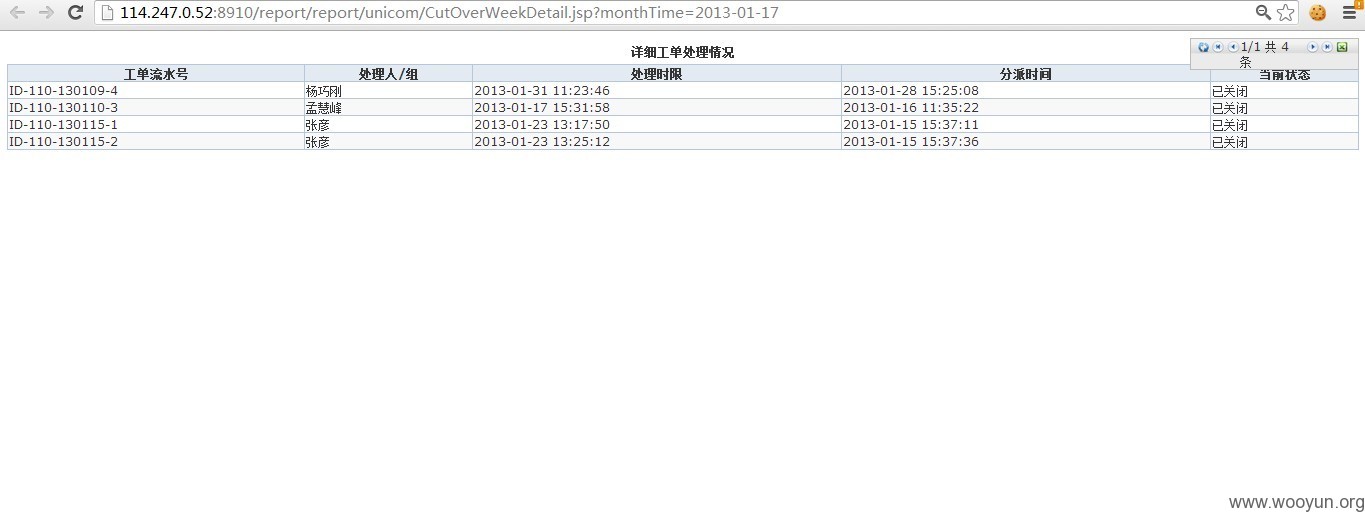 114.247.0.52:8910/report/report/unicom/CutOverWeekDetail.jsp?monthTime=2013-01-17
详细工单处理情况
1/1 共 4
条
工单流水号 处理人/组 处理时限 分派时间 当前状态
ID-110-130109-4 杨巧刚 2013-01-31 11:23:46 2013-01-28 15:25:08 已关闭
ID-110-130110-3 孟慧峰 2013-01-17 15:31:58 2013-01-16 11:35:22 已关闭
ID-110-130115-1 张彦 2013-01-23 13:17:50 2013-01-15 15:37:11 已关闭
ID-110-130115-2 张彦 2013-01-23 13:25:12 2013-01-15 15:37:36 已关闭
www.wooyun.org